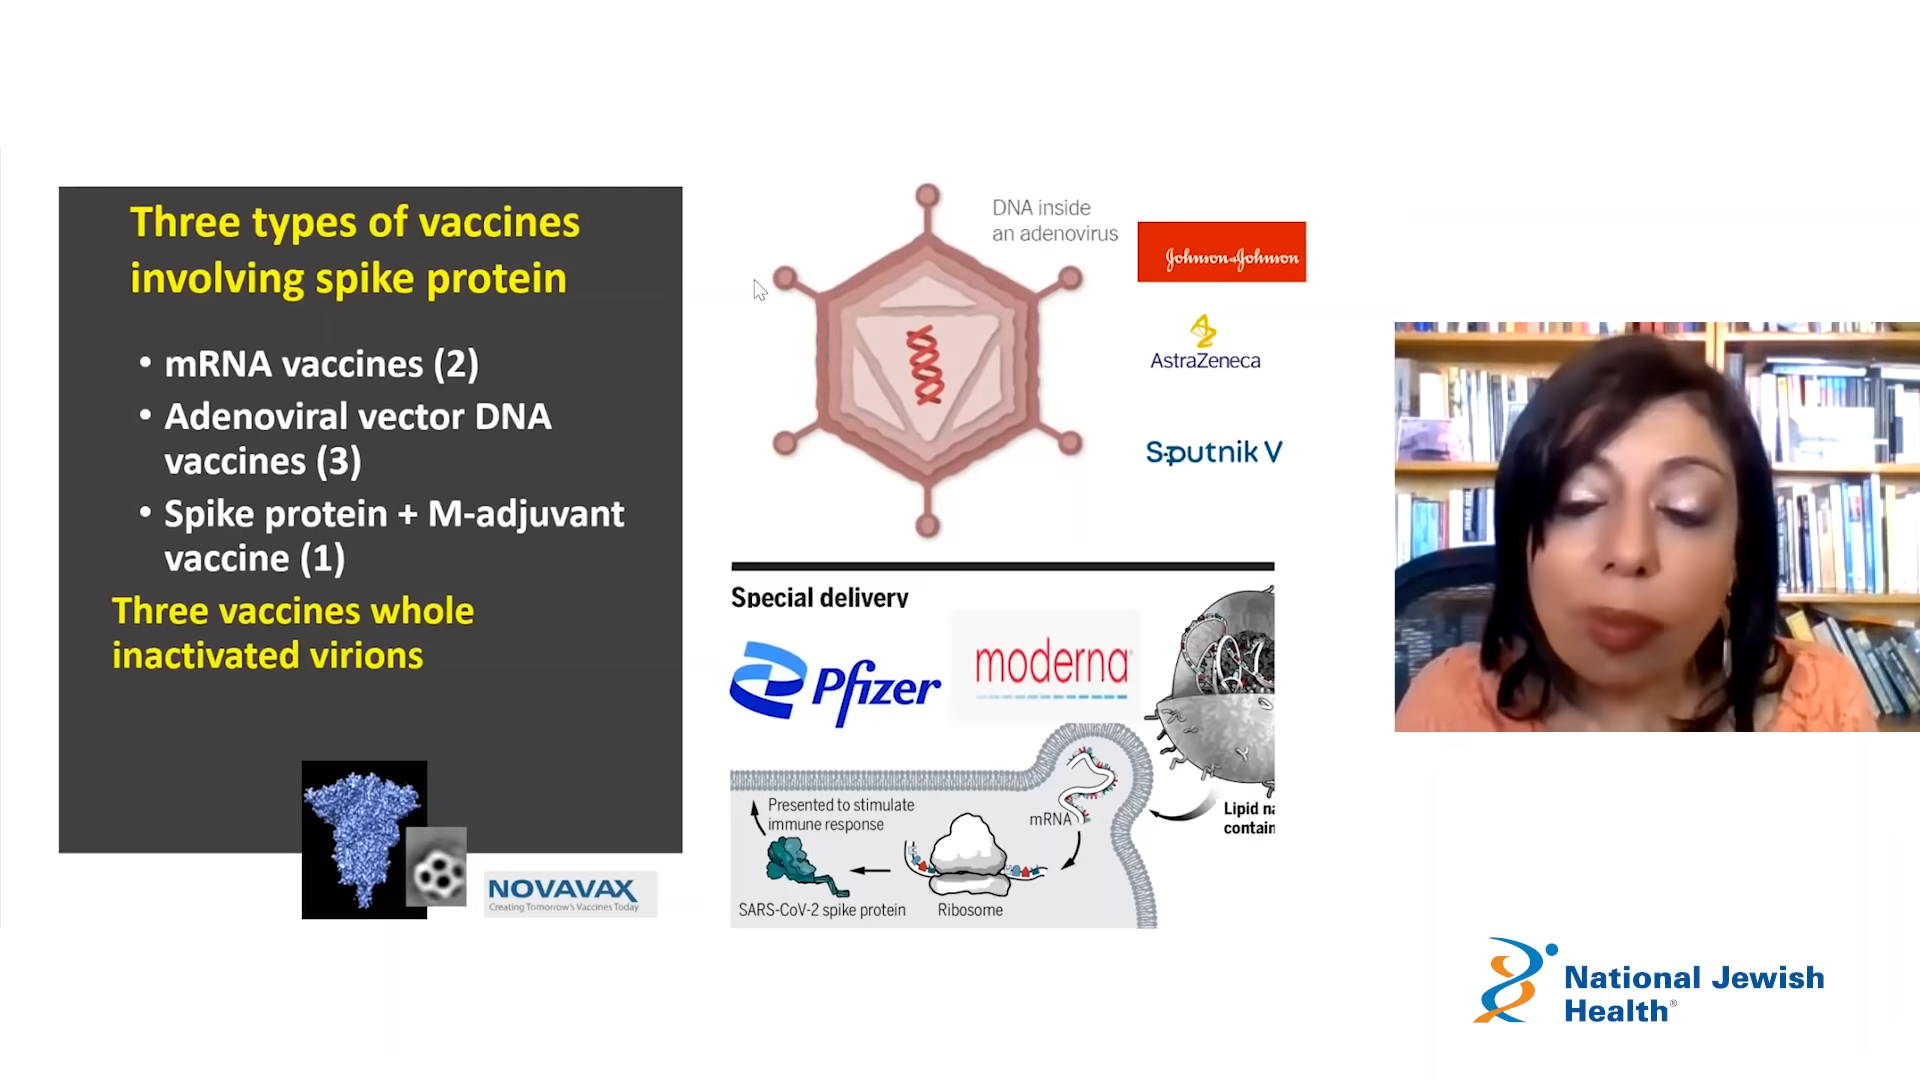 Three types of vaccines
involving spike protein
• mRNA vaccines (2)
• Adenoviral vector DNA
vaccines (3)
• Spike protein + M-adjuvant
vaccine (1)
Three vaccines whole
inactivated virions
NOVAVAX
Creating Tomorrow's Vaccines Today
DNA inside
an adenovirus
Johnson & Johnson
AstraZeneca
Sputnik V
Special delivery
Pfizer
moderna
Presented to stimulate
immune response
mRNA
SARS-CoV-2 spike protein
Ribosome
Lipid na
contain
National Jewish
Health®